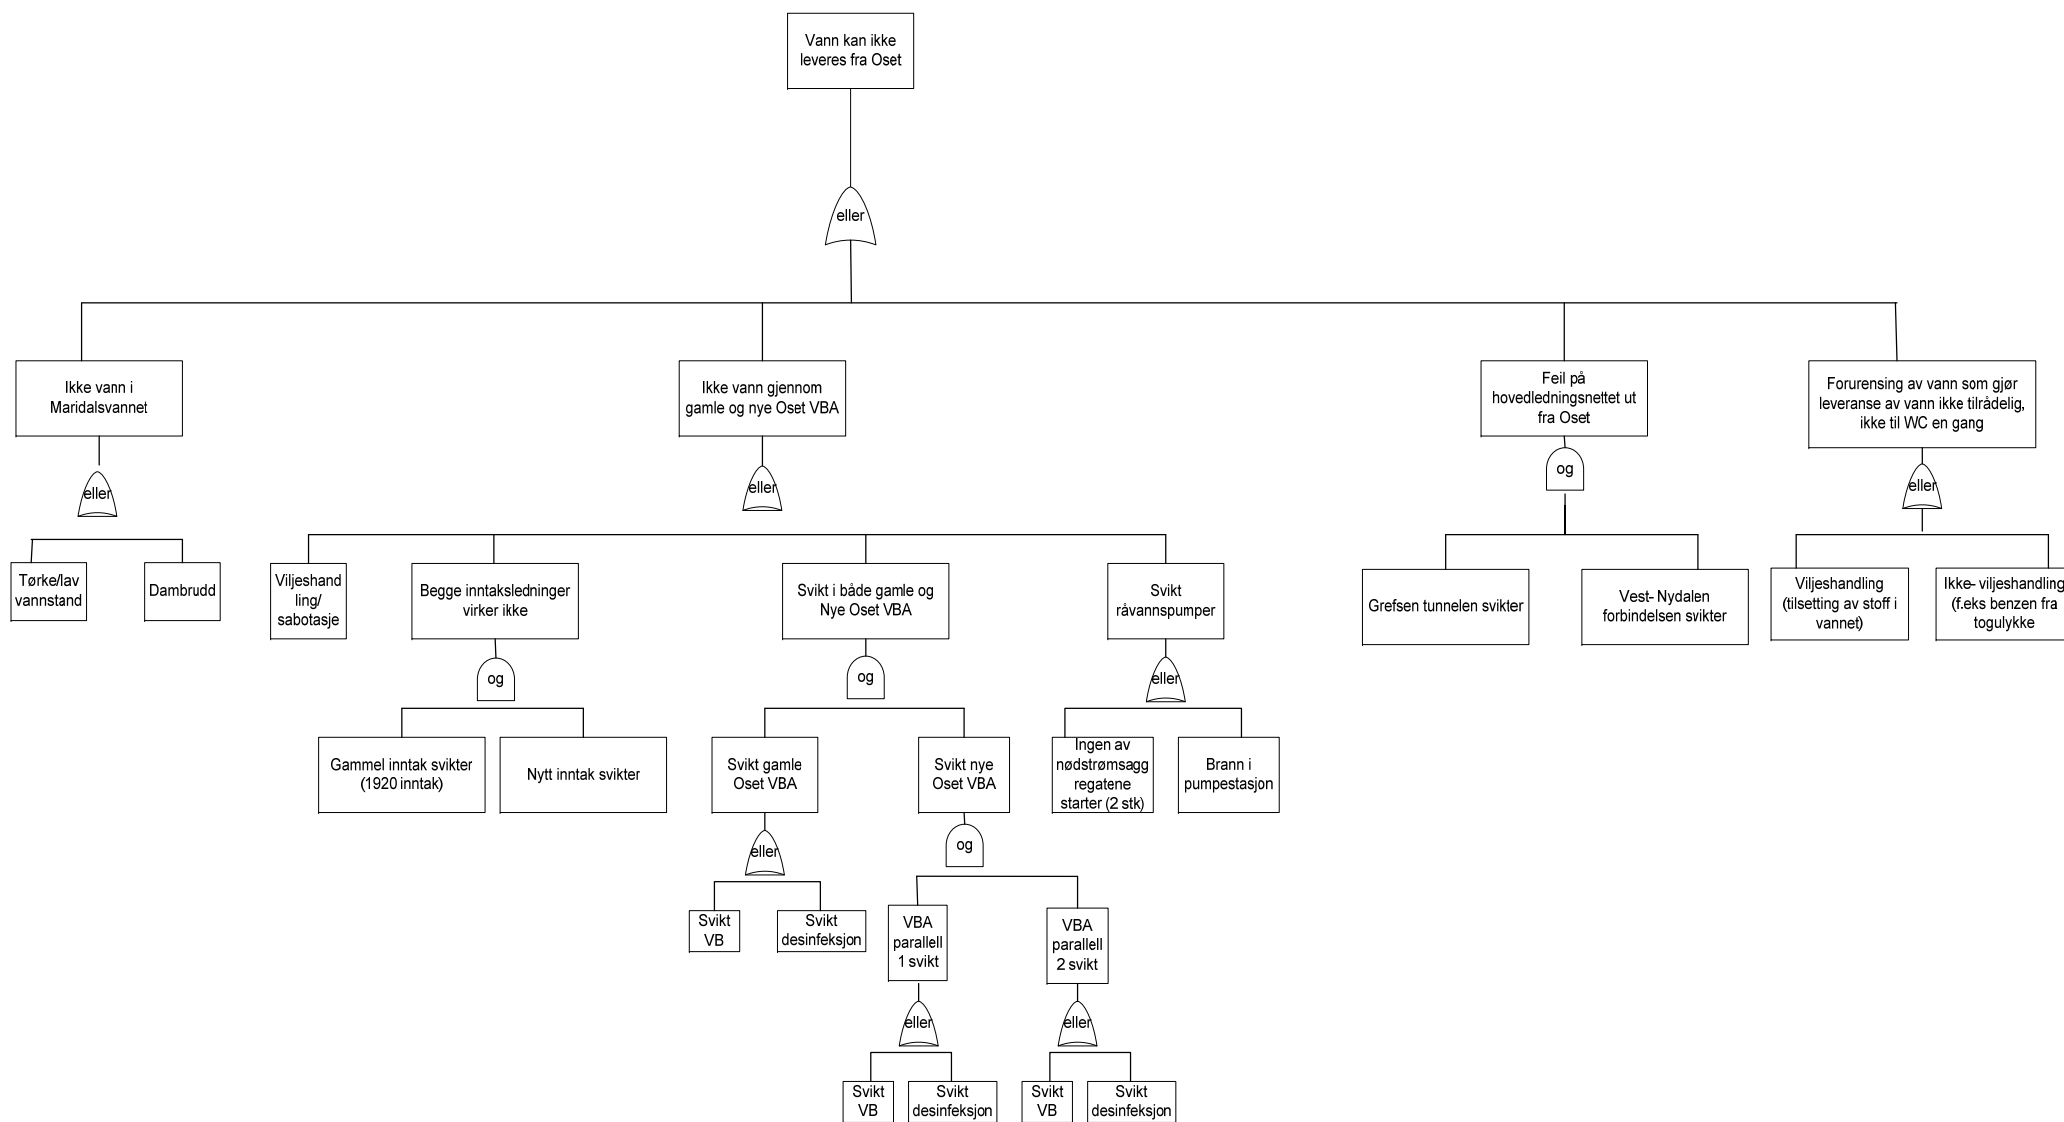 Vann kan ikke
leveres fra Oset
eller
Ikke vann i
Maridalsvannet
Ikke vann gjennom
gamle og nye Oset VBA
Feil på
hovedledningsnettet ut
fra Oset
Forurensing av vann som gjør
leveranse av vann ikke tilrådelig,
ikke til WC en gang
eller
eller
og
eller
Tørke/lav
vannstand
Dambrudd
Viljeshand
ling/
sabotasje
Begge inntaksledninger
virker ikke
Svikt i både gamle og
Nye Oset VBA
Svikt
råvannspumper
Grefsen tunnelen svikter
Vest- Nydalen
forbindelsen svikter
Viljeshandling
(tilsetting av stoff i
vannet)
Ikke- viljeshandling
(f.eks benzen fra
togulykke
og
og
eller
Gammel inntak svikter
(1920 inntak)
Nytt inntak svikter
Svikt gamle
Oset VBA
Svikt nye
Oset VBA
Ingen av
nødstrømsagg
regatene
starter (2 stk)
Brann i
pumpestasjon
eller
og
Svikt
VB
Svikt
desinfeksjon
VBA
parallell
1 svikt
VBA
parallell
2 svikt
eller
eller
Svikt
VB
Svikt
desinfeksjon
Svikt
VB
Svikt
desinfeksjon